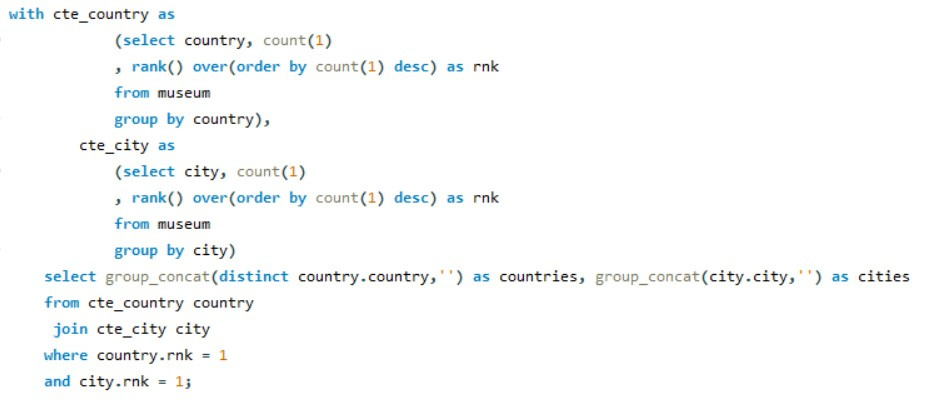 with cte_country as
(select country, count(1)
, rank() over(order by count(1) desc) as rnk
from museum
group by country),
cte_city as
(select city, count(1)
, rank() over(order by count(1) desc) as rnk
from museum
group by city)
select group_concat(distinct country.country,'') as countries, group_concat(city.city,'') as cities
from cte_country country
join cte_city city
where country.rnk = 1
and city.rnk = 1;